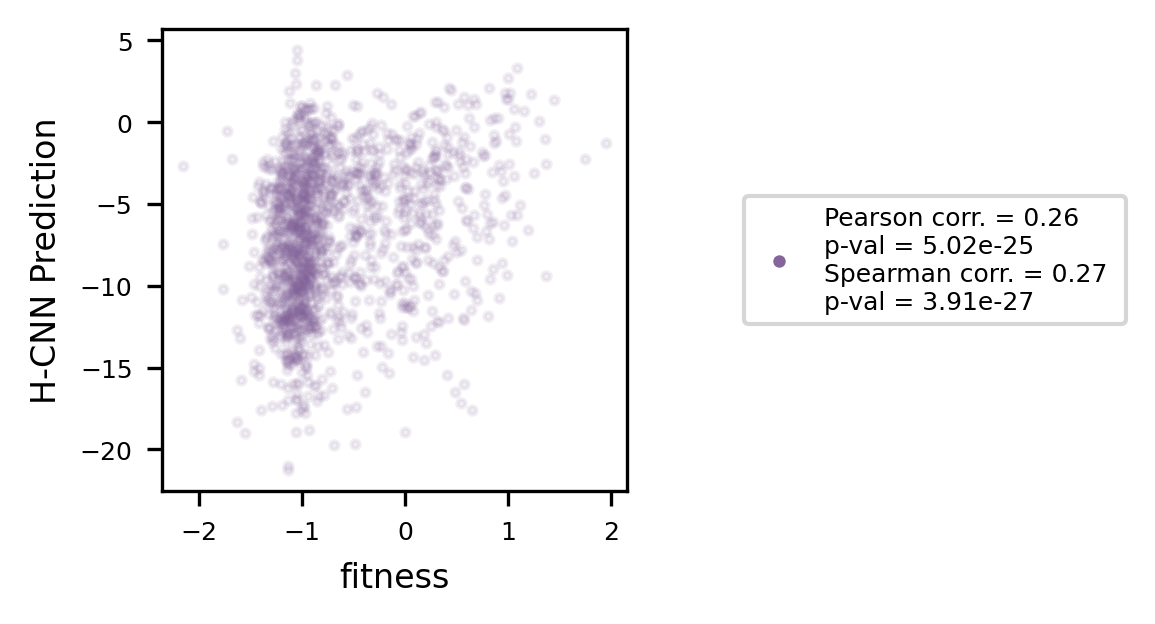 5
0
−5
−10
−15
−20
H-CNN Prediction
−2
−1
0
1
2
fitness
Pearson corr. = 0.26
p-val = 5.02e-25
Spearman corr. = 0.27
p-val = 3.91e-27